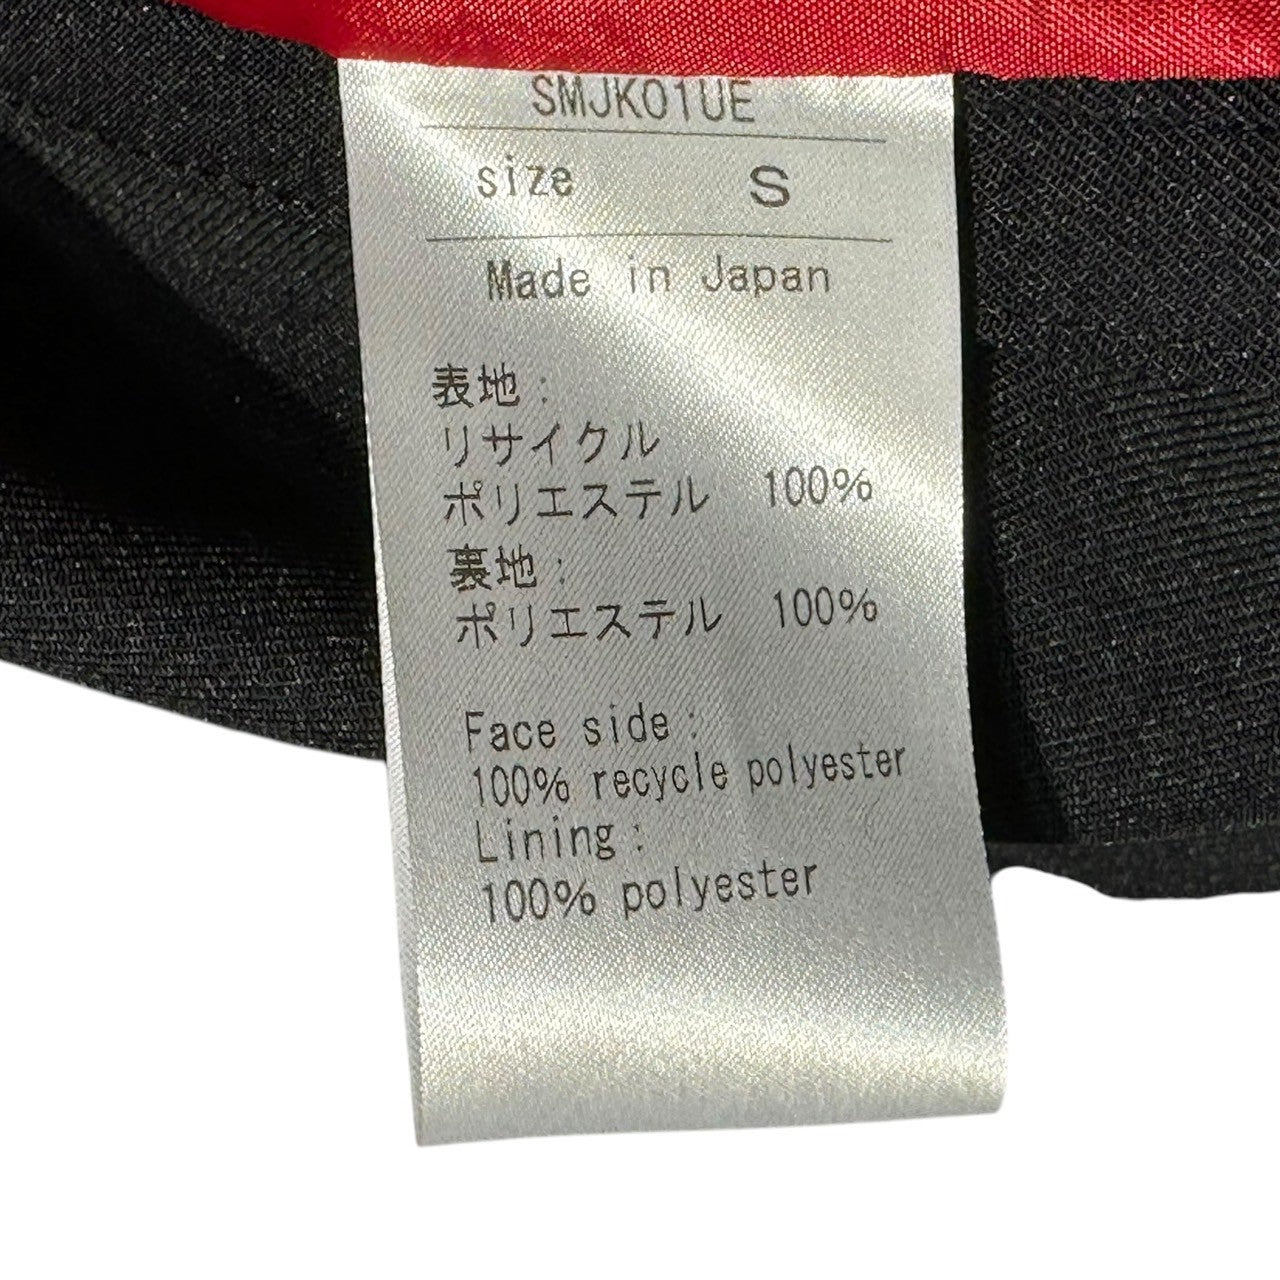 SMJK01UE
size S
Made in Japan
表地:
リサイクル
ポリエステル 100%
裏地:
ポリエステル 100%
Face side:
100% recycle polyester
Lining:
100% polyester